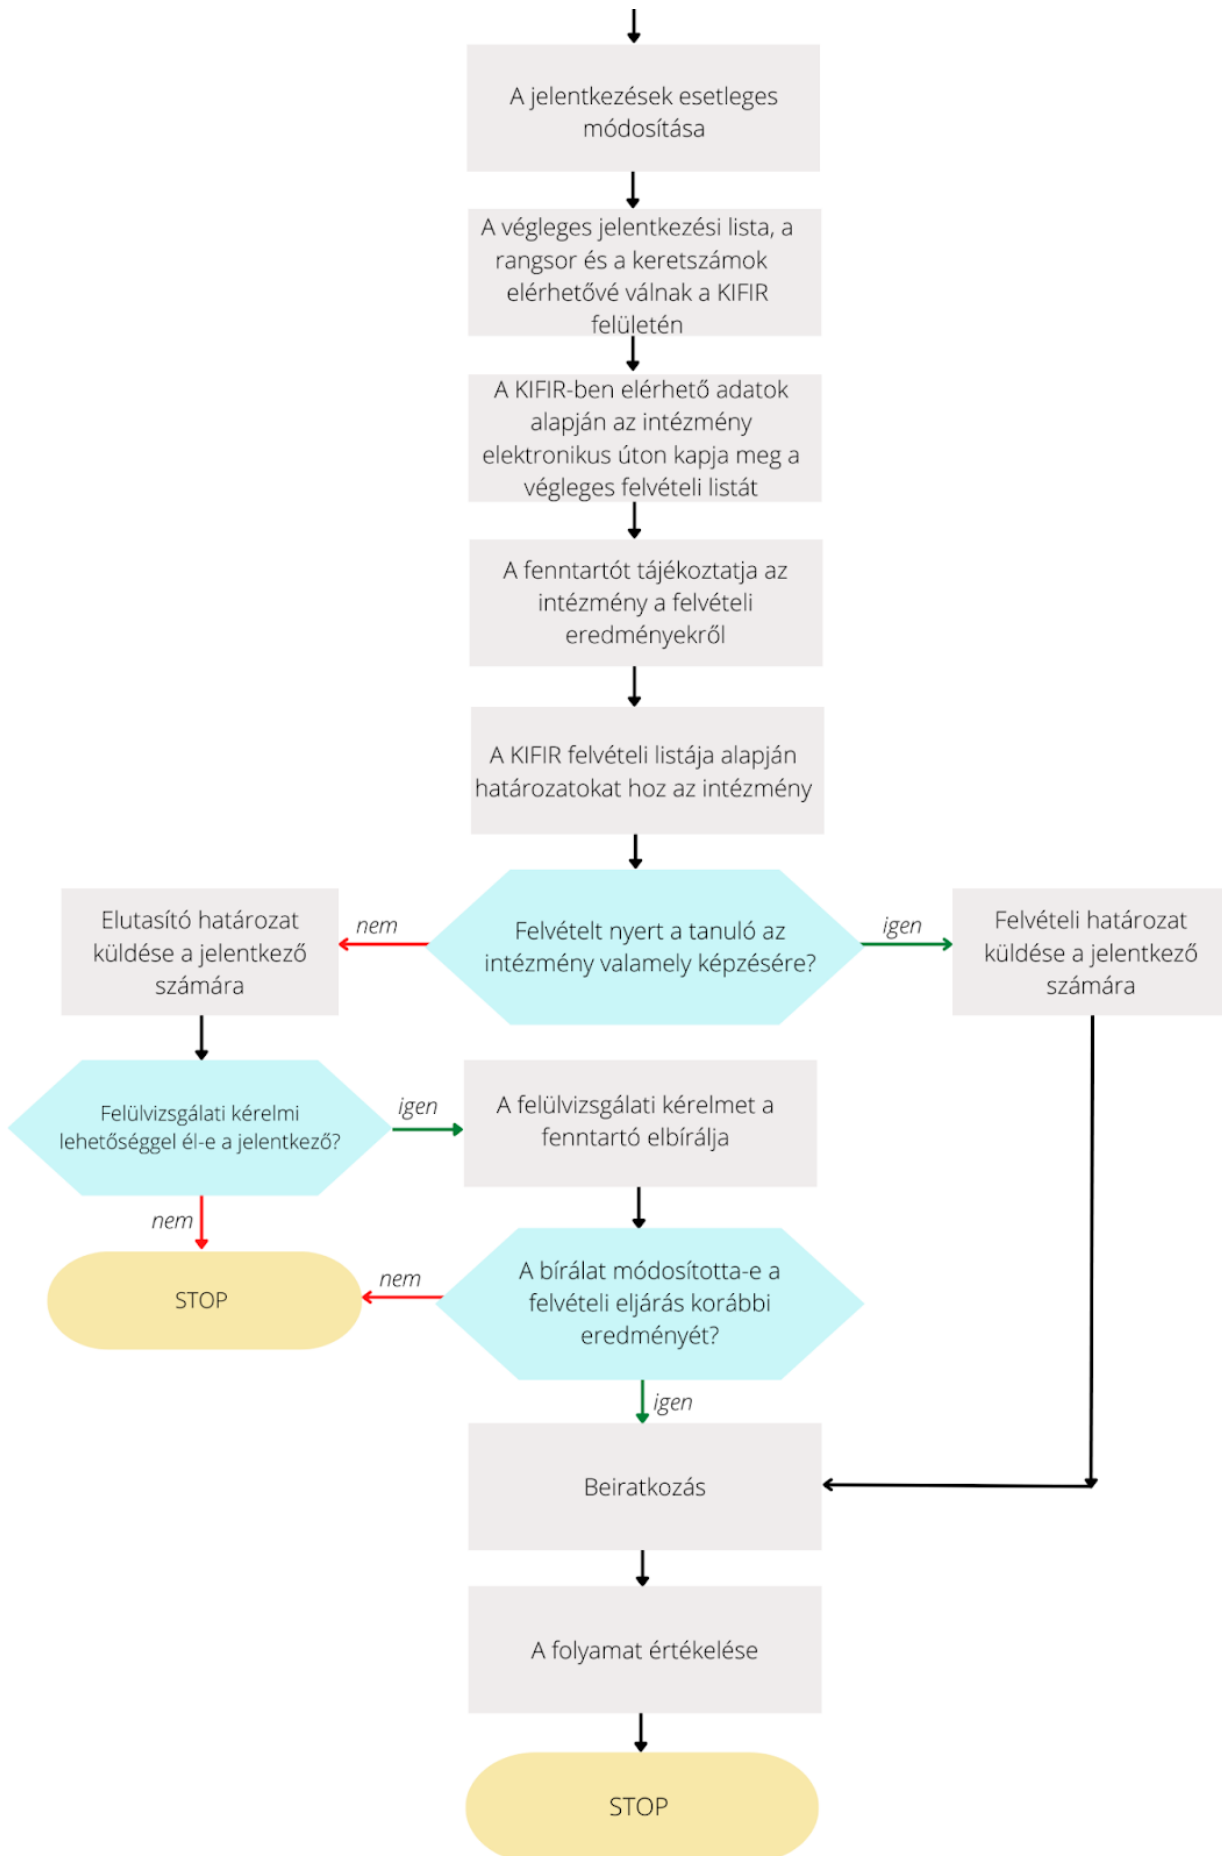 A jelentkezések esetleges
módosítása
A végleges jelentkezési lista, a
rangsor és a keretszámok
elérhetővé válnak a KIFIR
felületén
A KIFIR-ben elérhető adatok
alapján az intézmény
elektronikus úton kapja meg a
végleges felvételi listát
A fenntartót tájékoztatja az
intézmény a felvételi
eredményekről
A KIFIR felvételi listája alapján
határozatokat hoz az intézmény
Elutasító határozat
küldése a jelentkező
számára
nem
Felvételt nyert a tanuló az
intézmény valamely képzésére?
igen
Felvételi határozat
küldése a jelentkező
számára
Felülvizsgálati kérelmi
lehetőséggel él-e a jelentkező?
igen
A felülvizsgálati kérelmet a
fenntartó elbírálja
nem
STOP
nem
A bírálat módosította-e a
felvételi eljárás korábbi
eredményét?
igen
Beiratkozás
A folyamat értékelése
STOP